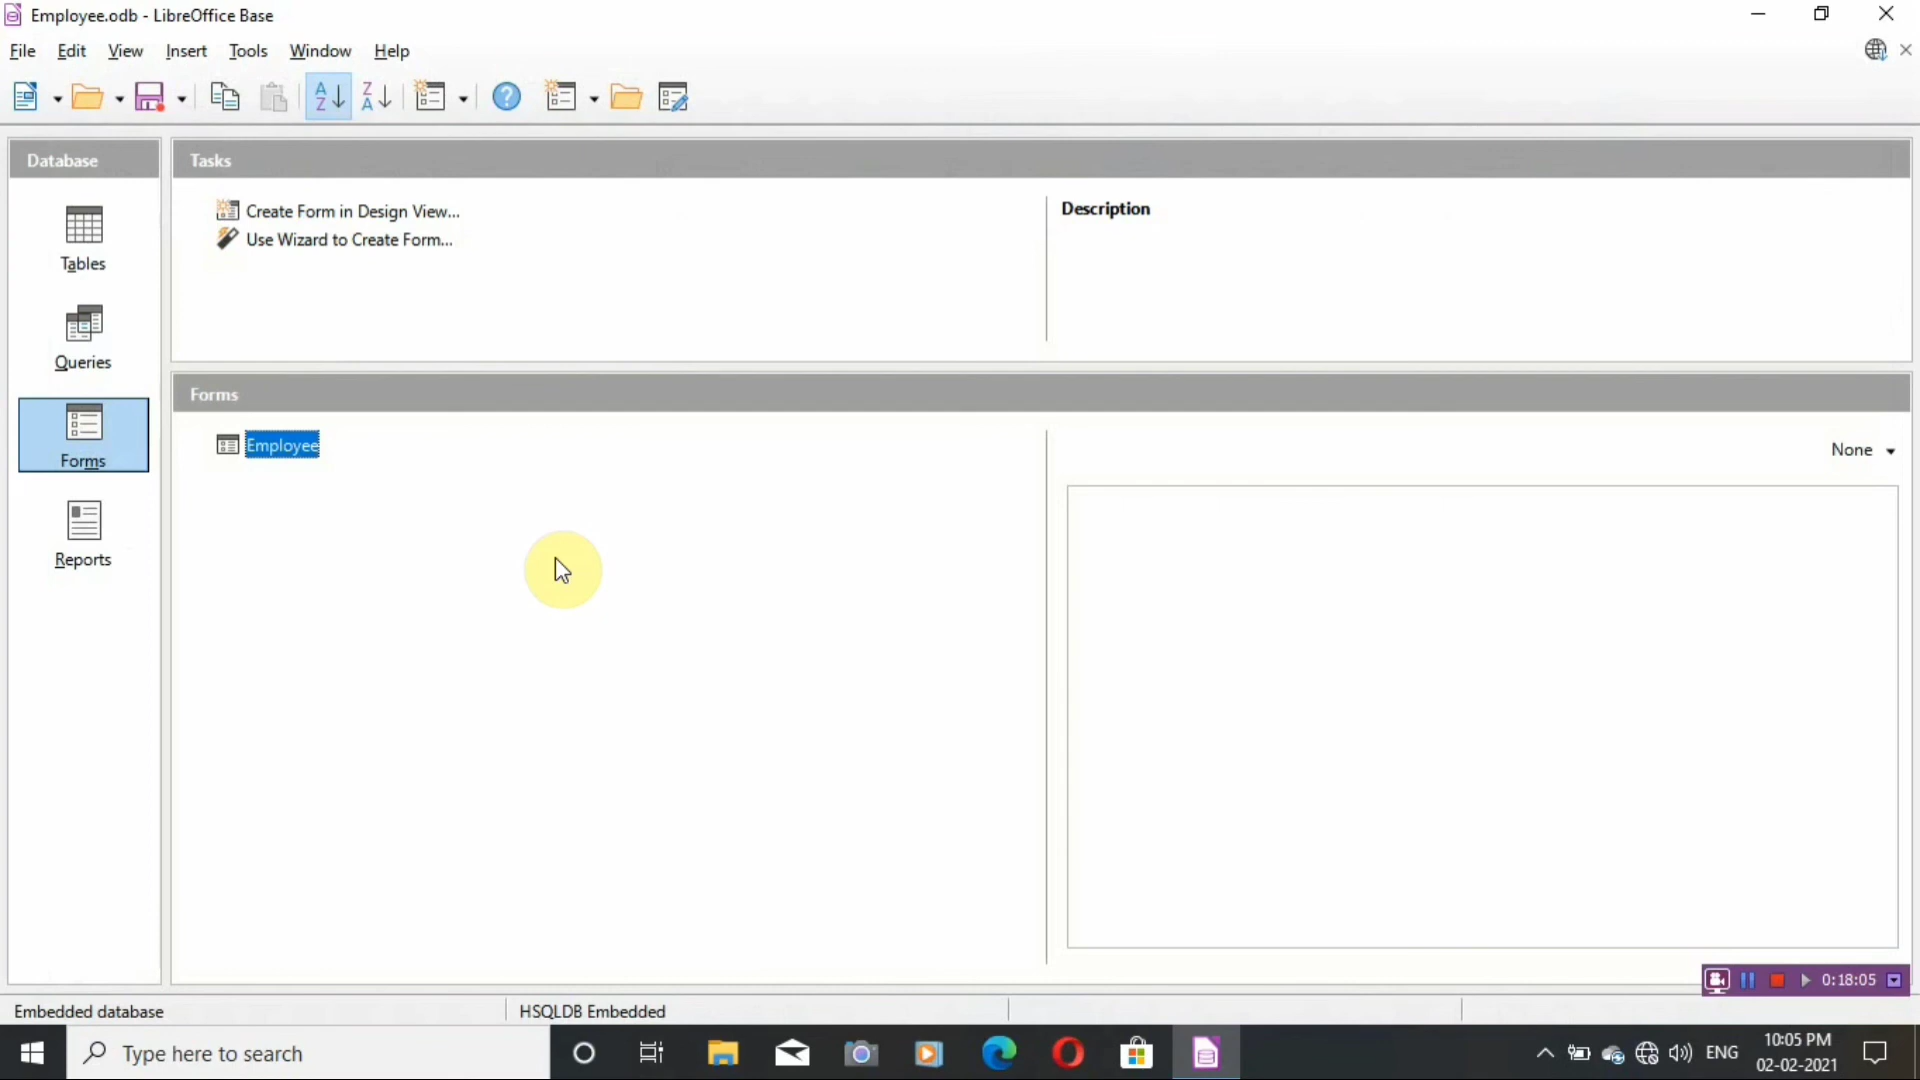 Employee.odb - LibreOffice Base
File Edit View Insert Tools Window Help
Database
Tasks
Create Form in Design View...
Description
Use Wizard to Create Form...
Tables
Queries
Forms
Forms
Employee
None
Reports
0:18:05
Embedded database
HSQLDB Embedded
Type here to search
ENG
10:05 PM
02-02-2021